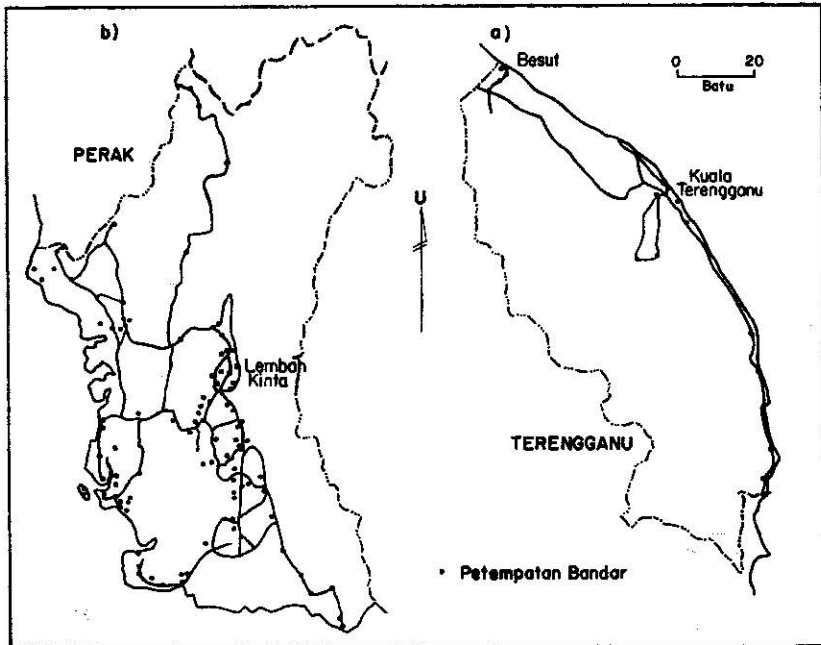 b)
a)
Besut
0 20
Batu
PERAK
U
Kuala
Terengganu
Lembah
Kinta
TERENGGANU
• Petempatan Bandar